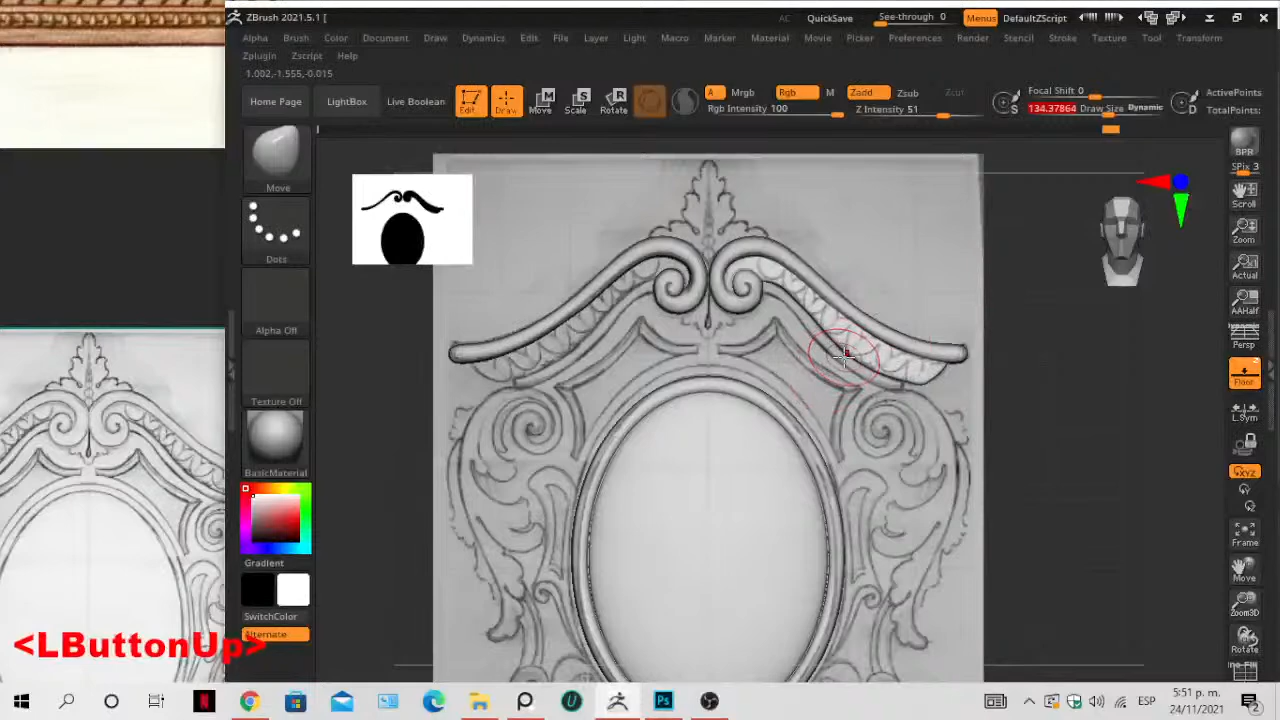 ZBrush 2021.5.1 [
AC QuickSave See-through 0 Menus DefaultZScript
Alpha Brush Color Document Draw Dynamics Edit File Layer Light Macro Marker Material Movie Picker Preferences Render Stencil Stroke Texture Tool Transform
Zplugin Zscript Help
1.002,-1.555,-0.015
Home Page LightBox Live Boolean Edit Draw Move Scale Rotate
A Mrgb Rgb M Zadd Zsub Zcut
Rgb Intensity 100 Z Intensity 51
Focal Shift 0
134.37864 Draw Size Dynamic
S D
ActivePoints
TotalPoints:
Move
Dots
Alpha Off
Texture Off
BasicMaterial
Gradient
SwitchColor
Alternate
BPR
SPix 3
Scroll
Zoom
Actual
AAHalf
Dynamic
Persp
Floor
L.Sym
XYZ
Frame
Move
Zoom3D
Rotate
<LButtonUp>
ESP
5:51 p. m.
24/11/2021
2